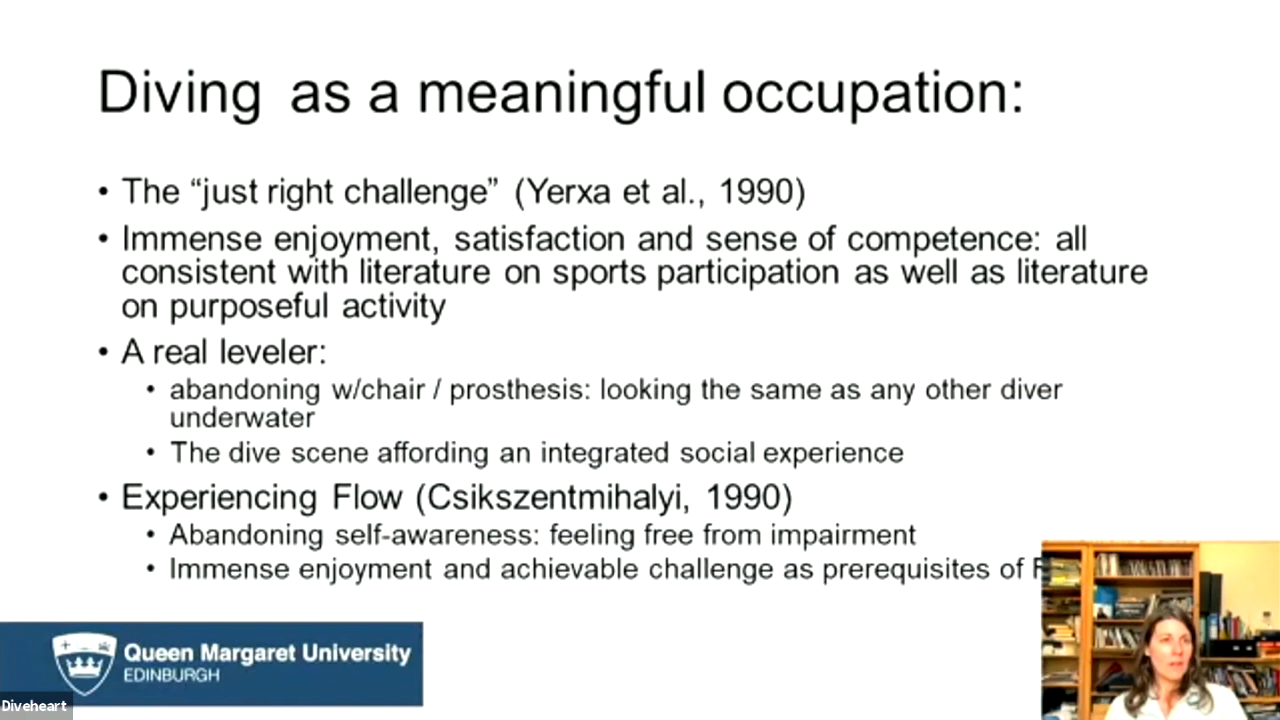 Diving as a meaningful occupation:
• The “just right challenge” (Yerxa et al., 1990)
• Immense enjoyment, satisfaction and sense of competence: all
consistent with literature on sports participation as well as literature
on purposeful activity
• A real leveler:
• abandoning w/chair / prosthesis: looking the same as any other diver
underwater
• The dive scene affording an integrated social experience
• Experiencing Flow (Csikszentmihalyi, 1990)
• Abandoning self-awareness: feeling free from impairment
• Immense enjoyment and achievable challenge as prerequisites of
Queen Margaret University
EDINBURGH
Diveheart